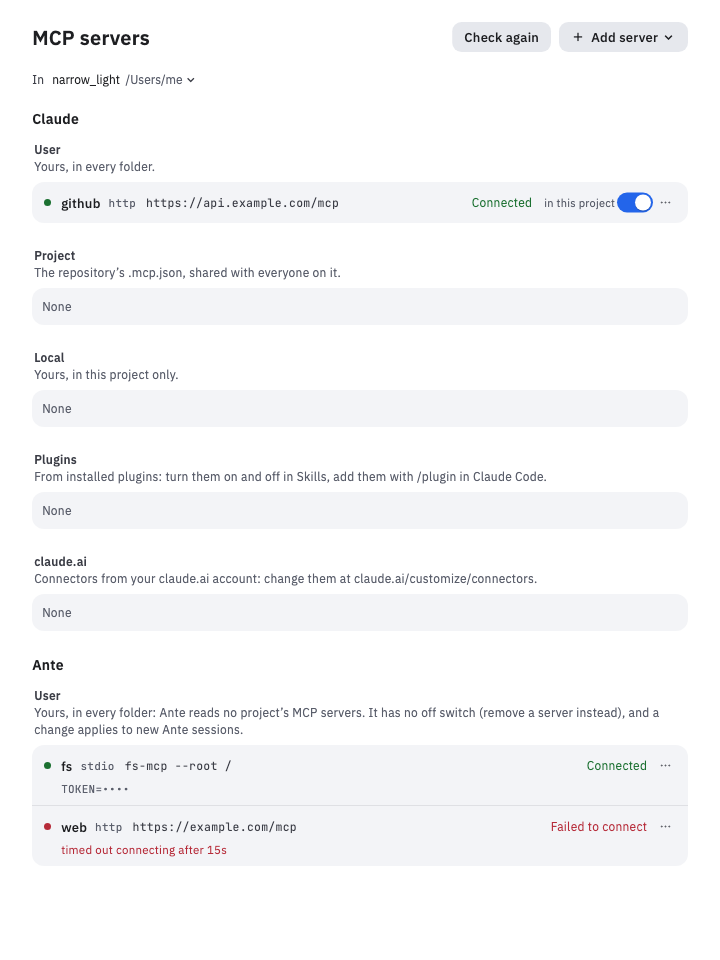 MCP servers
Check again
+ Add server
In narrow_light /Users/me
Claude
User
Yours, in every folder.
github http https://api.example.com/mcp Connected in this project ···
Project
The repository’s .mcp.json, shared with everyone on it.
None
Local
Yours, in this project only.
None
Plugins
From installed plugins: turn them on and off in Skills, add them with /plugin in Claude Code.
None
claude.ai
Connectors from your claude.ai account: change them at claude.ai/customize/connectors.
None
Ante
User
Yours, in every folder: Ante reads no project’s MCP servers. It has no off switch (remove a server instead), and a
change applies to new Ante sessions.
fs stdio fs-mcp --root / Connected ···
TOKEN=••••
web http https://example.com/mcp Failed to connect ···
timed out connecting after 15s